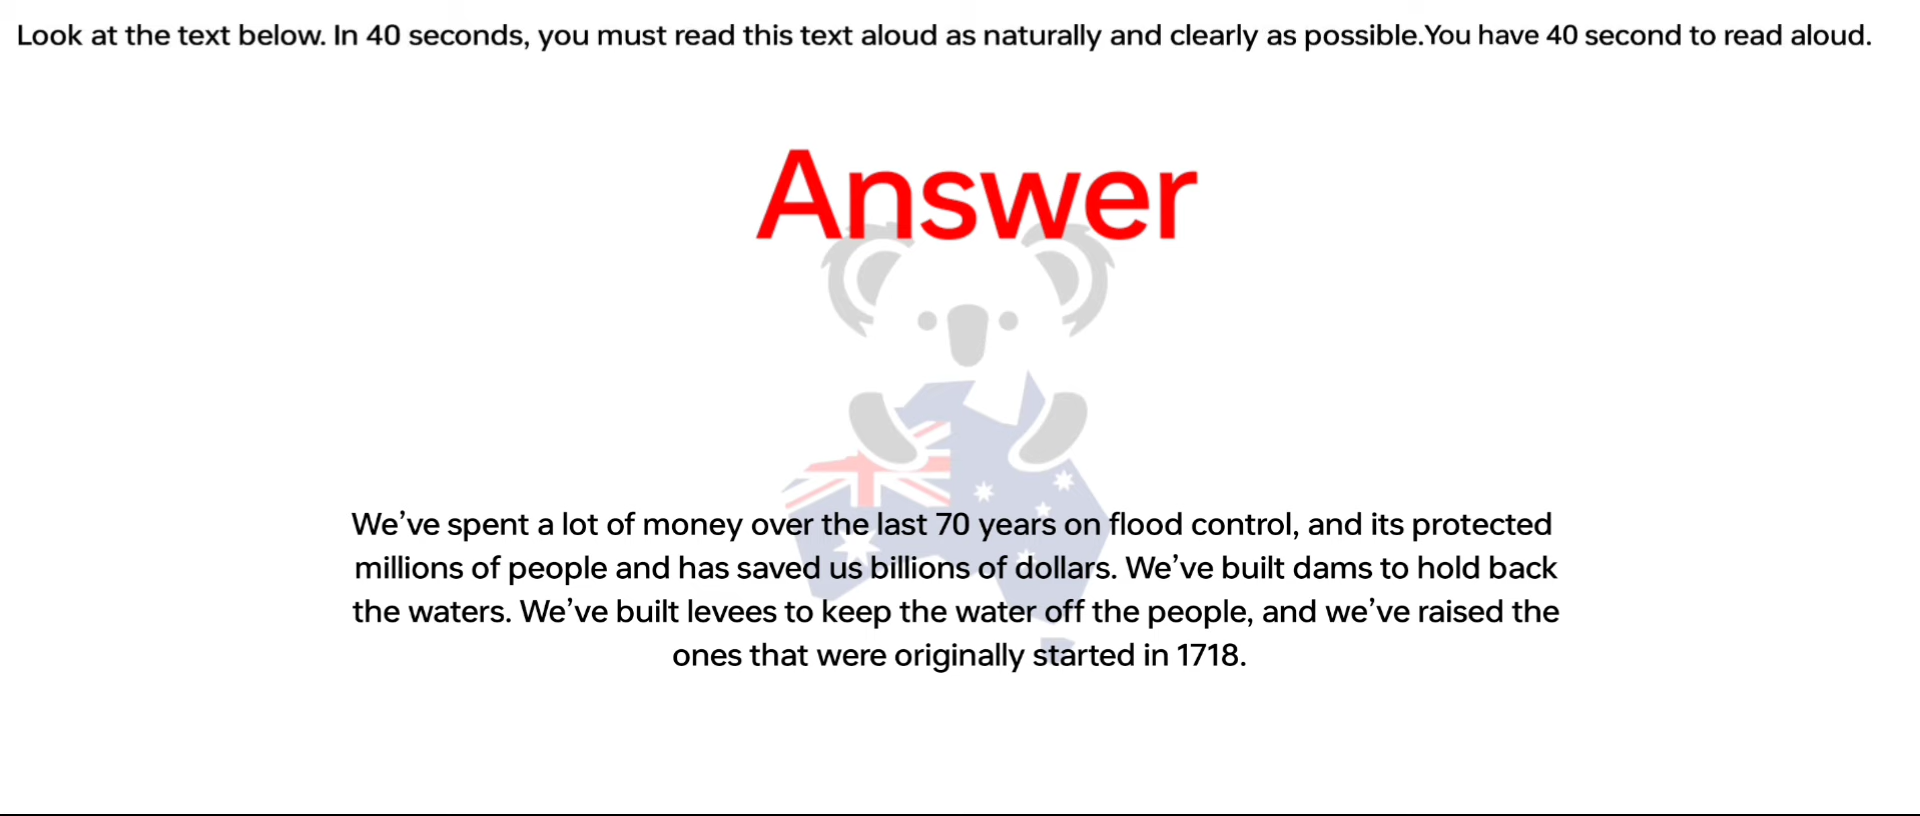 Look at the text below. In 40 seconds, you must read this text aloud as naturally and clearly as possible.You have 40 second to read aloud.
Answer
We’ve spent a lot of money over the last 70 years on flood control, and its protected
millions of people and has saved us billions of dollars. We’ve built dams to hold back
the waters. We’ve built levees to keep the water off the people, and we’ve raised the
ones that were originally started in 1718.